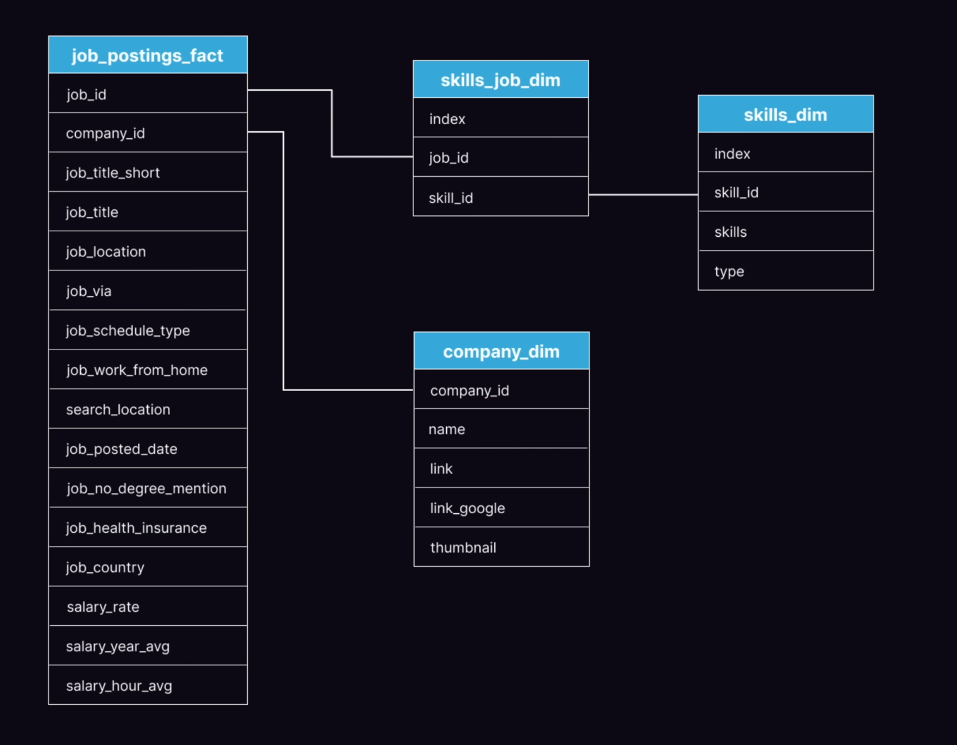 job_postings_fact
job_id
company_id
job_title_short
job_title
job_location
job_via
job_schedule_type
job_work_from_home
search_location
job_posted_date
job_no_degree_mention
job_health_insurance
job_country
salary_rate
salary_year_avg
salary_hour_avg
skills_job_dim
index
job_id
skill_id
skills_dim
index
skill_id
skills
type
company_dim
company_id
name
link
link_google
thumbnail